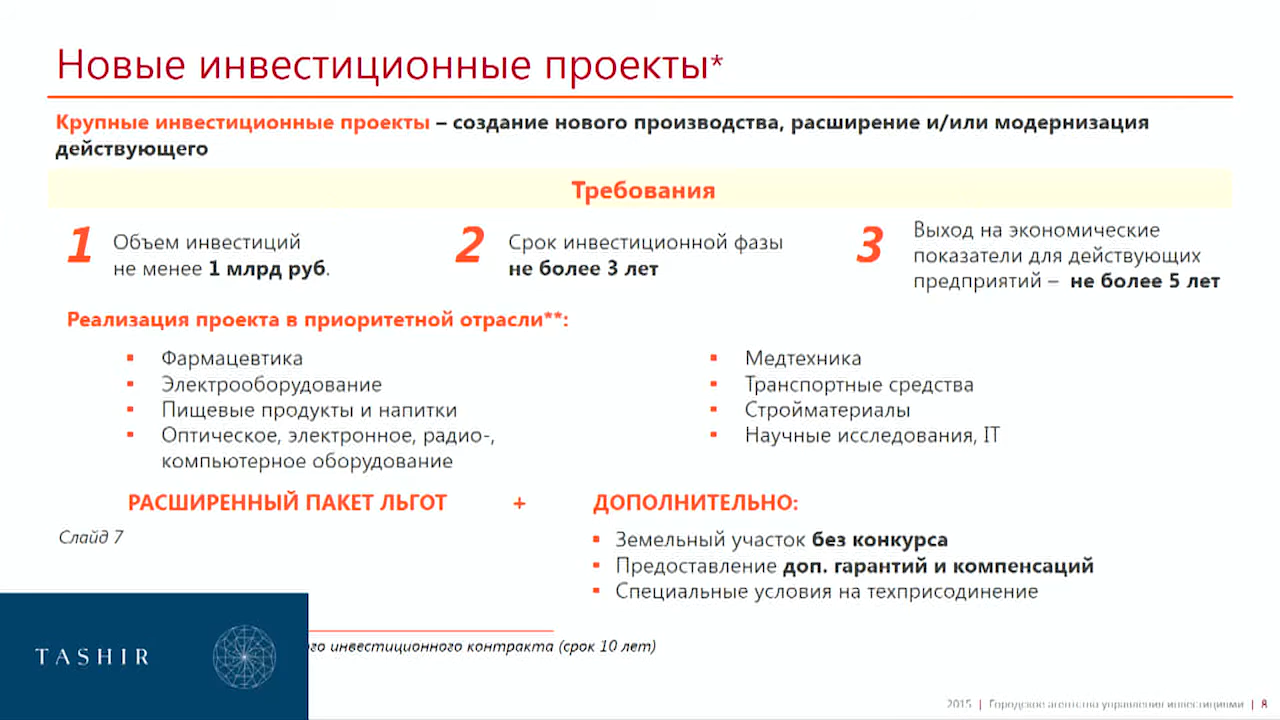 Новые инвестиционные проекты*
Крупные инвестиционные проекты – создание нового производства, расширение и/или модернизация
действующего
Требования
1 Объем инвестиций
не менее 1 млрд руб.
2 Срок инвестиционной фазы
не более 3 лет
3 Выход на экономические
показатели для действующих
предприятий – не более 5 лет
Реализация проекта в приоритетной отрасли**:
▪ Фармацевтика
▪ Электрооборудование
▪ Пищевые продукты и напитки
▪ Оптическое, электронное, радио-,
компьютерное оборудование
▪ Медтехника
▪ Транспортные средства
▪ Стройматериалы
▪ Научные исследования, IT
РАСШИРЕННЫЙ ПАКЕТ ЛЬГОТ + ДОПОЛНИТЕЛЬНО:
Слайд 7
▪ Земельный участок без конкурса
▪ Предоставление доп. гарантий и компенсаций
▪ Специальные условия на техприсоединение
инвестиционного контракта (срок 10 лет)
TASHIR
2015 | Городское агентство управления инвестициями | 8